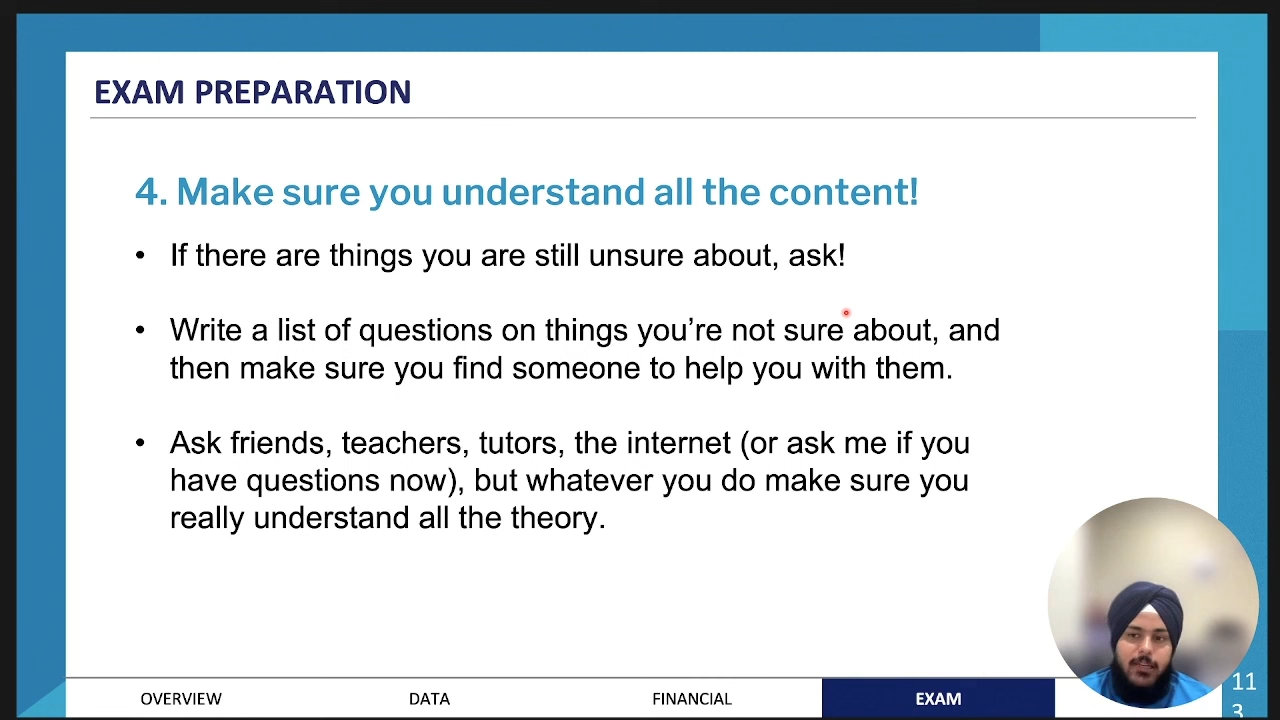 EXAM PREPARATION
4. Make sure you understand all the content!
• If there are things you are still unsure about, ask!
• Write a list of questions on things you’re not sure about, and
then make sure you find someone to help you with them.
• Ask friends, teachers, tutors, the internet (or ask me if you
have questions now), but whatever you do make sure you
really understand all the theory.
OVERVIEW
DATA
FINANCIAL
EXAM
11
3